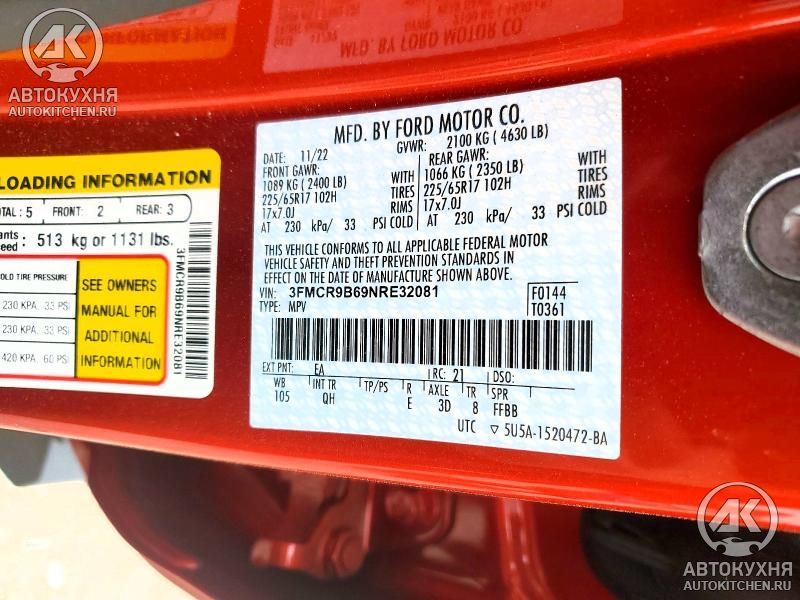 АВТОКУХНЯ
AUTOKITCHEN.RU
LOADING INFORMATION
TOTAL: 5 FRONT: 2 REAR: 3
513 kg or 1131 lbs.
COLD TIRE PRESSURE
230 KPA, 33 PSI
230 KPA, 33 PSI
420 KPA, 60 PSI
SEE OWNERS
MANUAL FOR
ADDITIONAL
INFORMATION
3FMCR9B69NRE32081
MFD. BY FORD MOTOR CO.
DATE: 11/22 GVWR: 2100 KG ( 4630 LB)
FRONT GAWR: REAR GAWR:
1089 KG ( 2400 LB) WITH 1066 KG ( 2350 LB) WITH
225/65R17 102H TIRES 225/65R17 102H TIRES
17x7.0J RIMS 17x7.0J RIMS
AT 230 kPa/ 33 PSI COLD AT 230 kPa/ 33 PSI COLD
THIS VEHICLE CONFORMS TO ALL APPLICABLE FEDERAL MOTOR
VEHICLE SAFETY AND THEFT PREVENTION STANDARDS IN
EFFECT ON THE DATE OF MANUFACTURE SHOWN ABOVE.
VIN: 3FMCR9B69NRE32081 F0144
TYPE: MPV T0361
EXT PNT: EA RC: 21 DSO:
WB INT TR TP/PS R AXLE TR SPR
105 QH E 3D 8 FFBB
UTC ▽ 5U5A-1520472-BA
AK
АВТОКУХНЯ
AUTOKITCHEN.RU